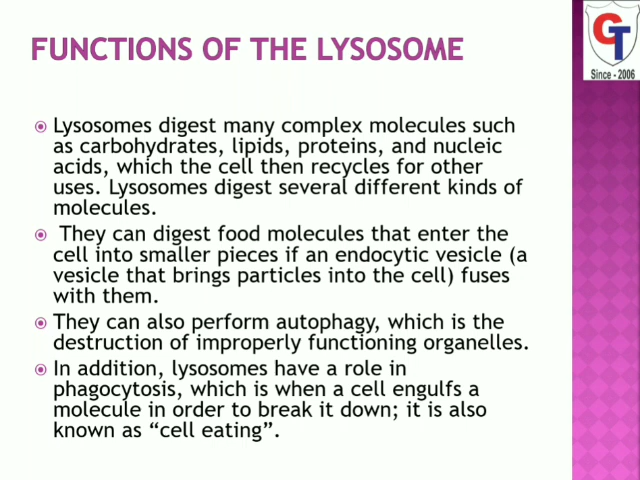 FUNCTIONS OF THE LYSOSOME
GT
Since - 2006
Lysosomes digest many complex molecules such
as carbohydrates, lipids, proteins, and nucleic
acids, which the cell then recycles for other
uses. Lysosomes digest several different kinds of
molecules.
They can digest food molecules that enter the
cell into smaller pieces if an endocytic vesicle (a
vesicle that brings particles into the cell) fuses
with them.
They can also perform autophagy, which is the
destruction of improperly functioning organelles.
In addition, lysosomes have a role in
phagocytosis, which is when a cell engulfs a
molecule in order to break it down; it is also
known as “cell eating”.